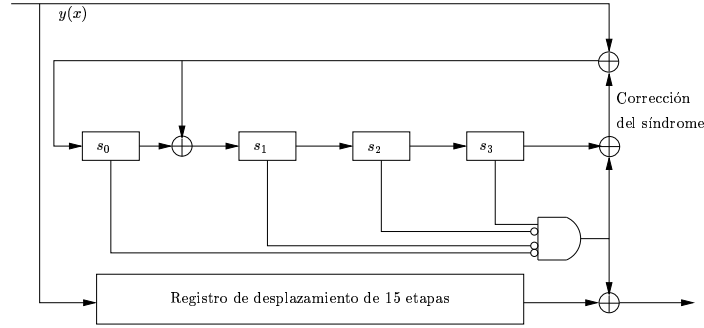 y(x)
Corrección
del síndrome
s₀
s₁
s₂
s₃
Registro de desplazamiento de 15 etapas